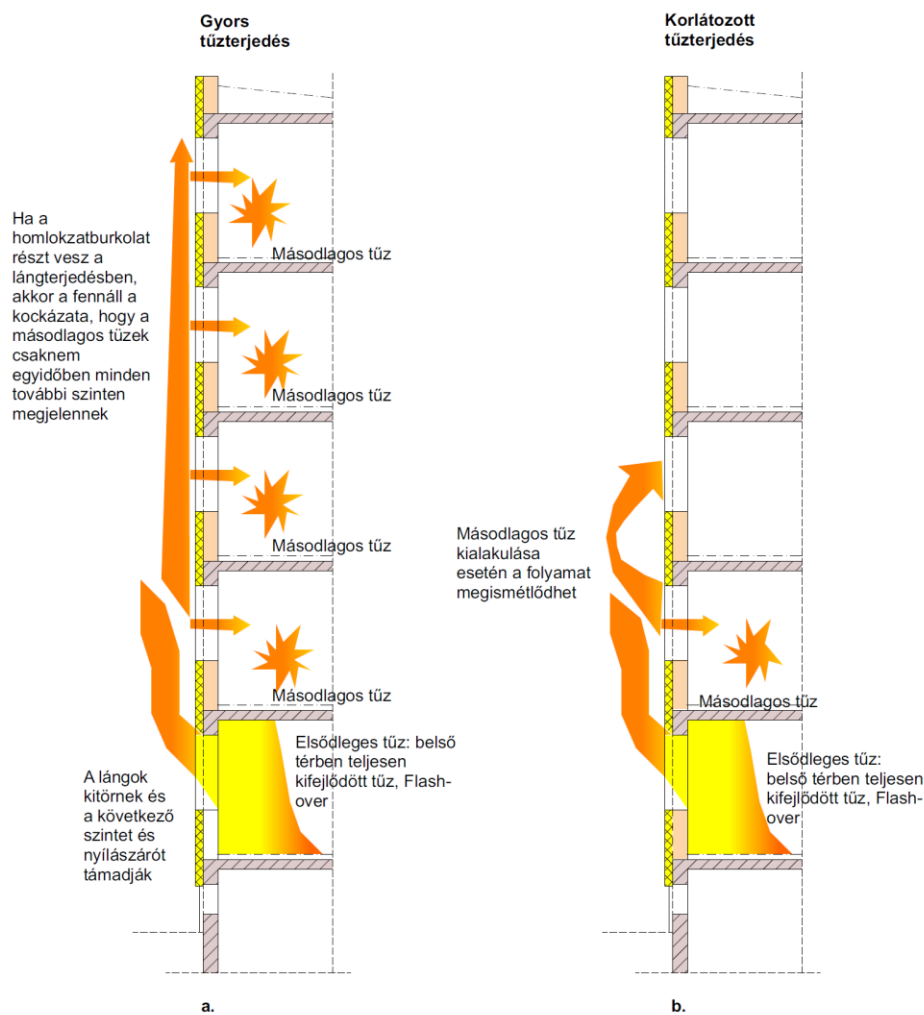 Gyors
tűzterjedés
Ha a
homlokzatburkolat
részt vesz a
lángterjedésben,
akkor a fennáll a
kockázata, hogy a
másodlagos tüzek
csaknem
egyidőben minden
további szinten
megjelennek
Másodlagos tűz
Másodlagos tűz
Másodlagos tűz
Másodlagos tűz
Elsődleges tűz: belső
térben teljesen
kifejlődött tűz, Flash-
over
A lángok
kitörnek és
a következő
szintet és
nyílászárót
támadják
a.
Korlátozott
tűzterjedés
Másodlagos tűz
kialakulása
esetén a folyamat
megismétlődhet
Másodlagos tűz
Elsődleges tűz:
belső térben teljesen
kifejlődött tűz, Flash-
over
b.